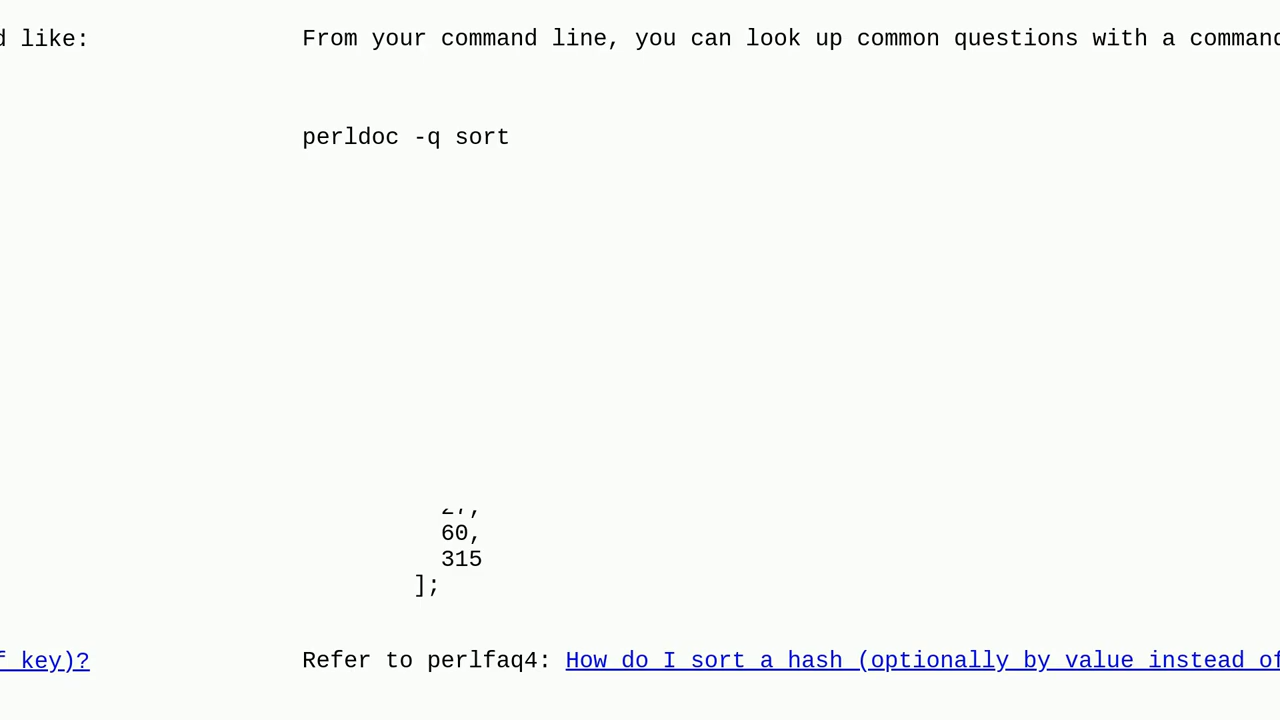 d like:
From your command line, you can look up common questions with a command
perldoc -q sort
27,
60,
315
];
f key)?
Refer to perlfaq4: How do I sort a hash (optionally by value instead of